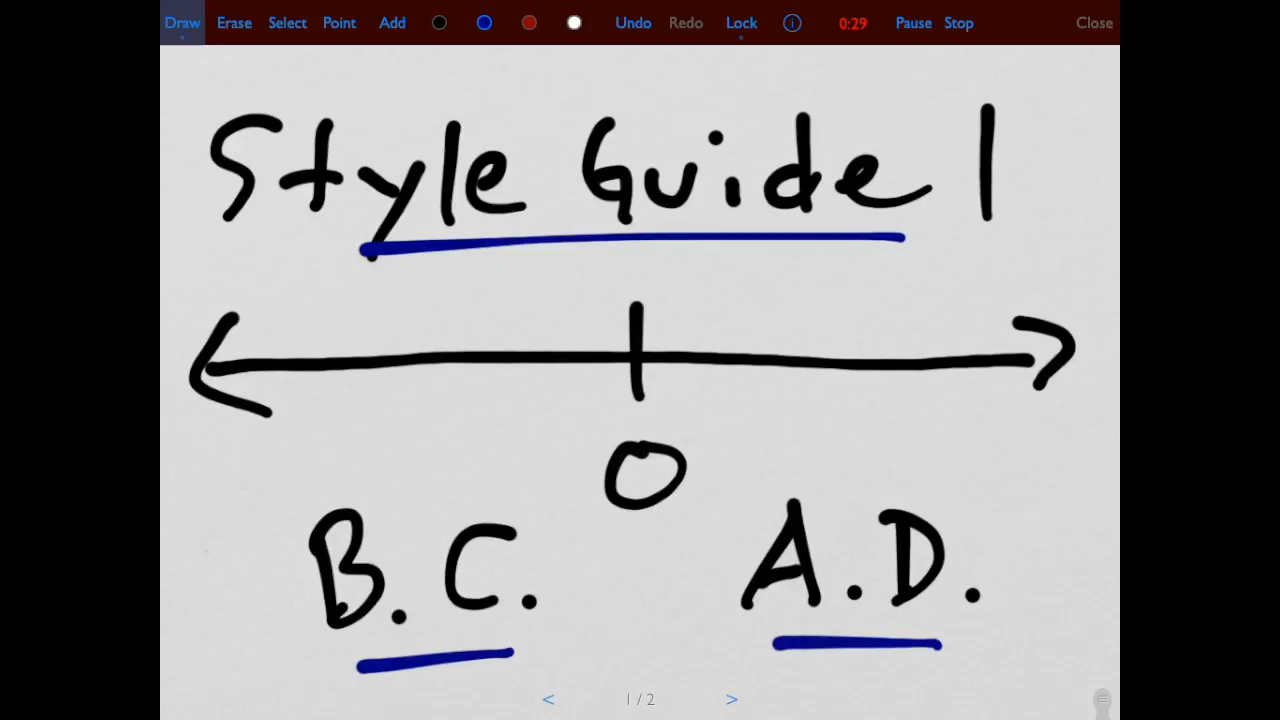 Draw Erase Select Point Add Undo Redo Lock i 0:29 Pause Stop Close
Style Guide 1
0
B.C. A.D.
< 1 / 2 >